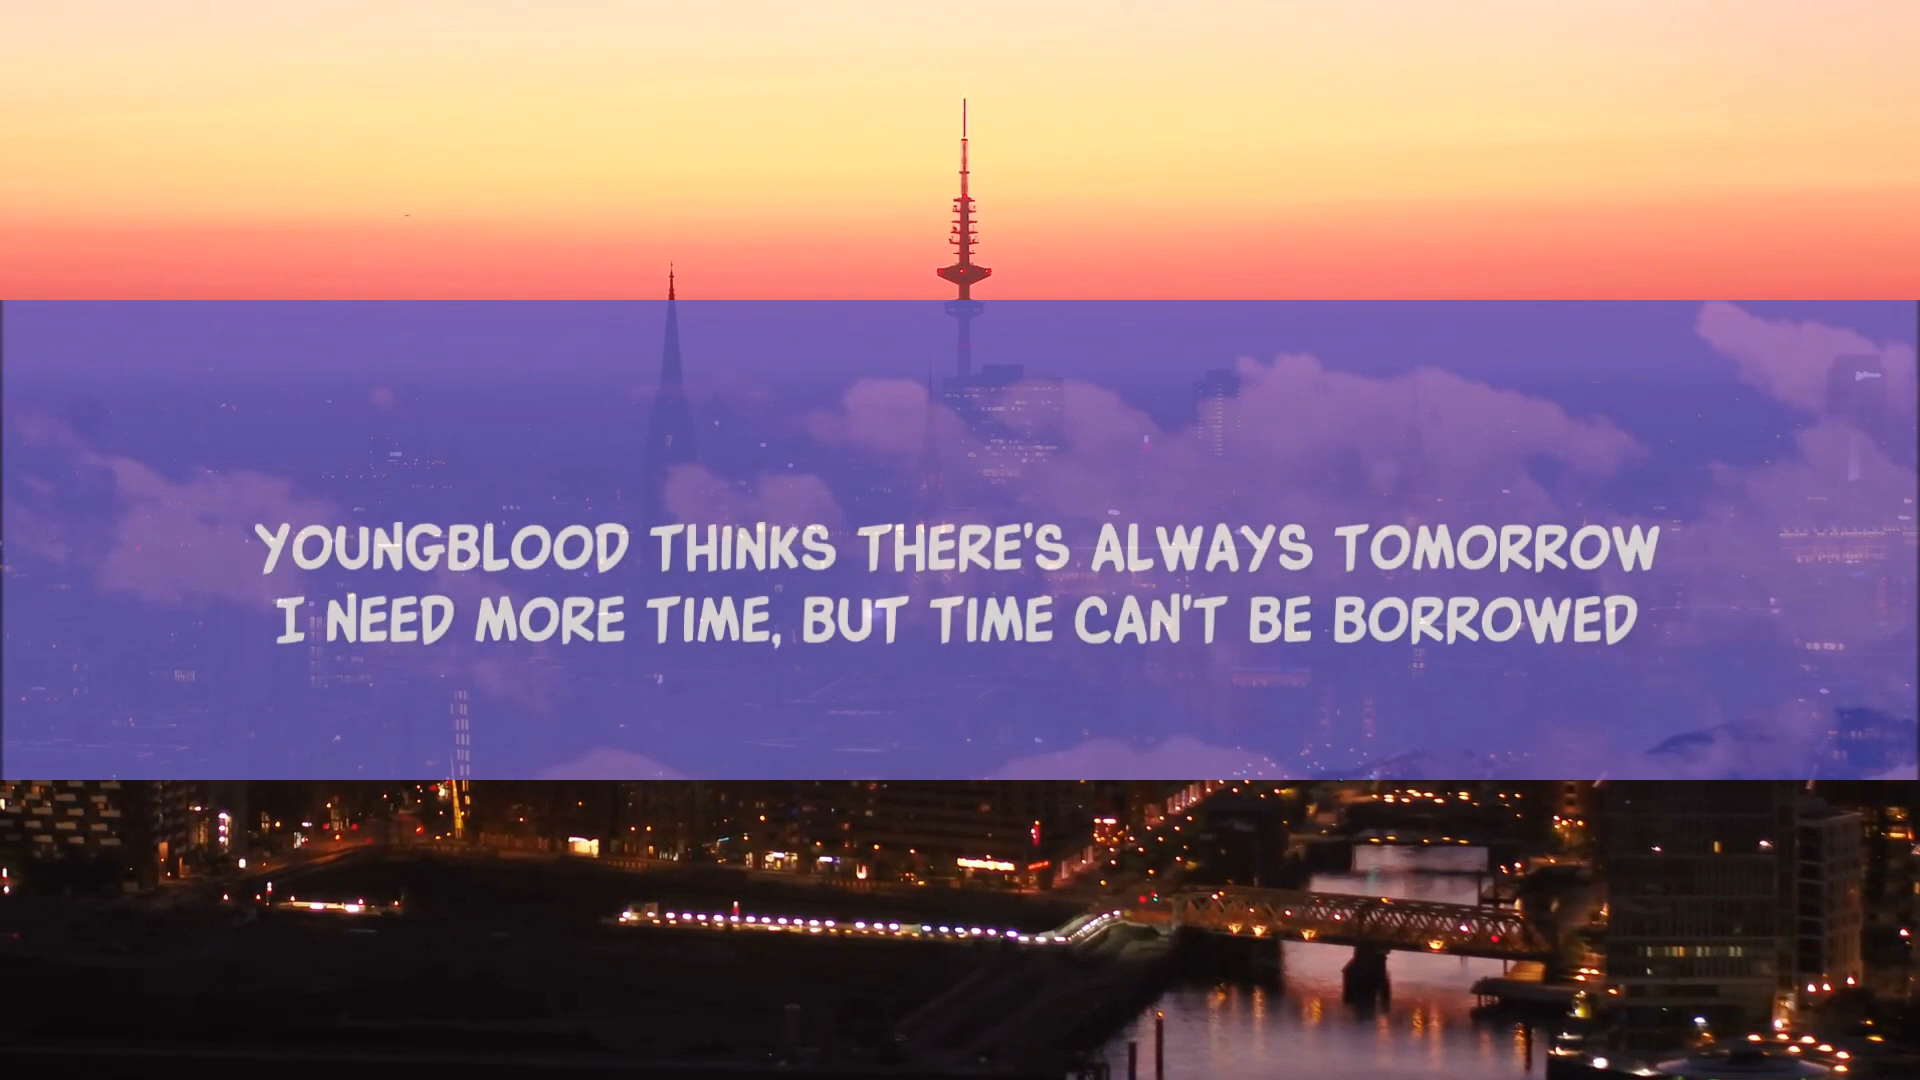 YOUNGBLOOD THINKS THERE'S ALWAYS TOMORROW
I NEED MORE TIME, BUT TIME CAN'T BE BORROWED